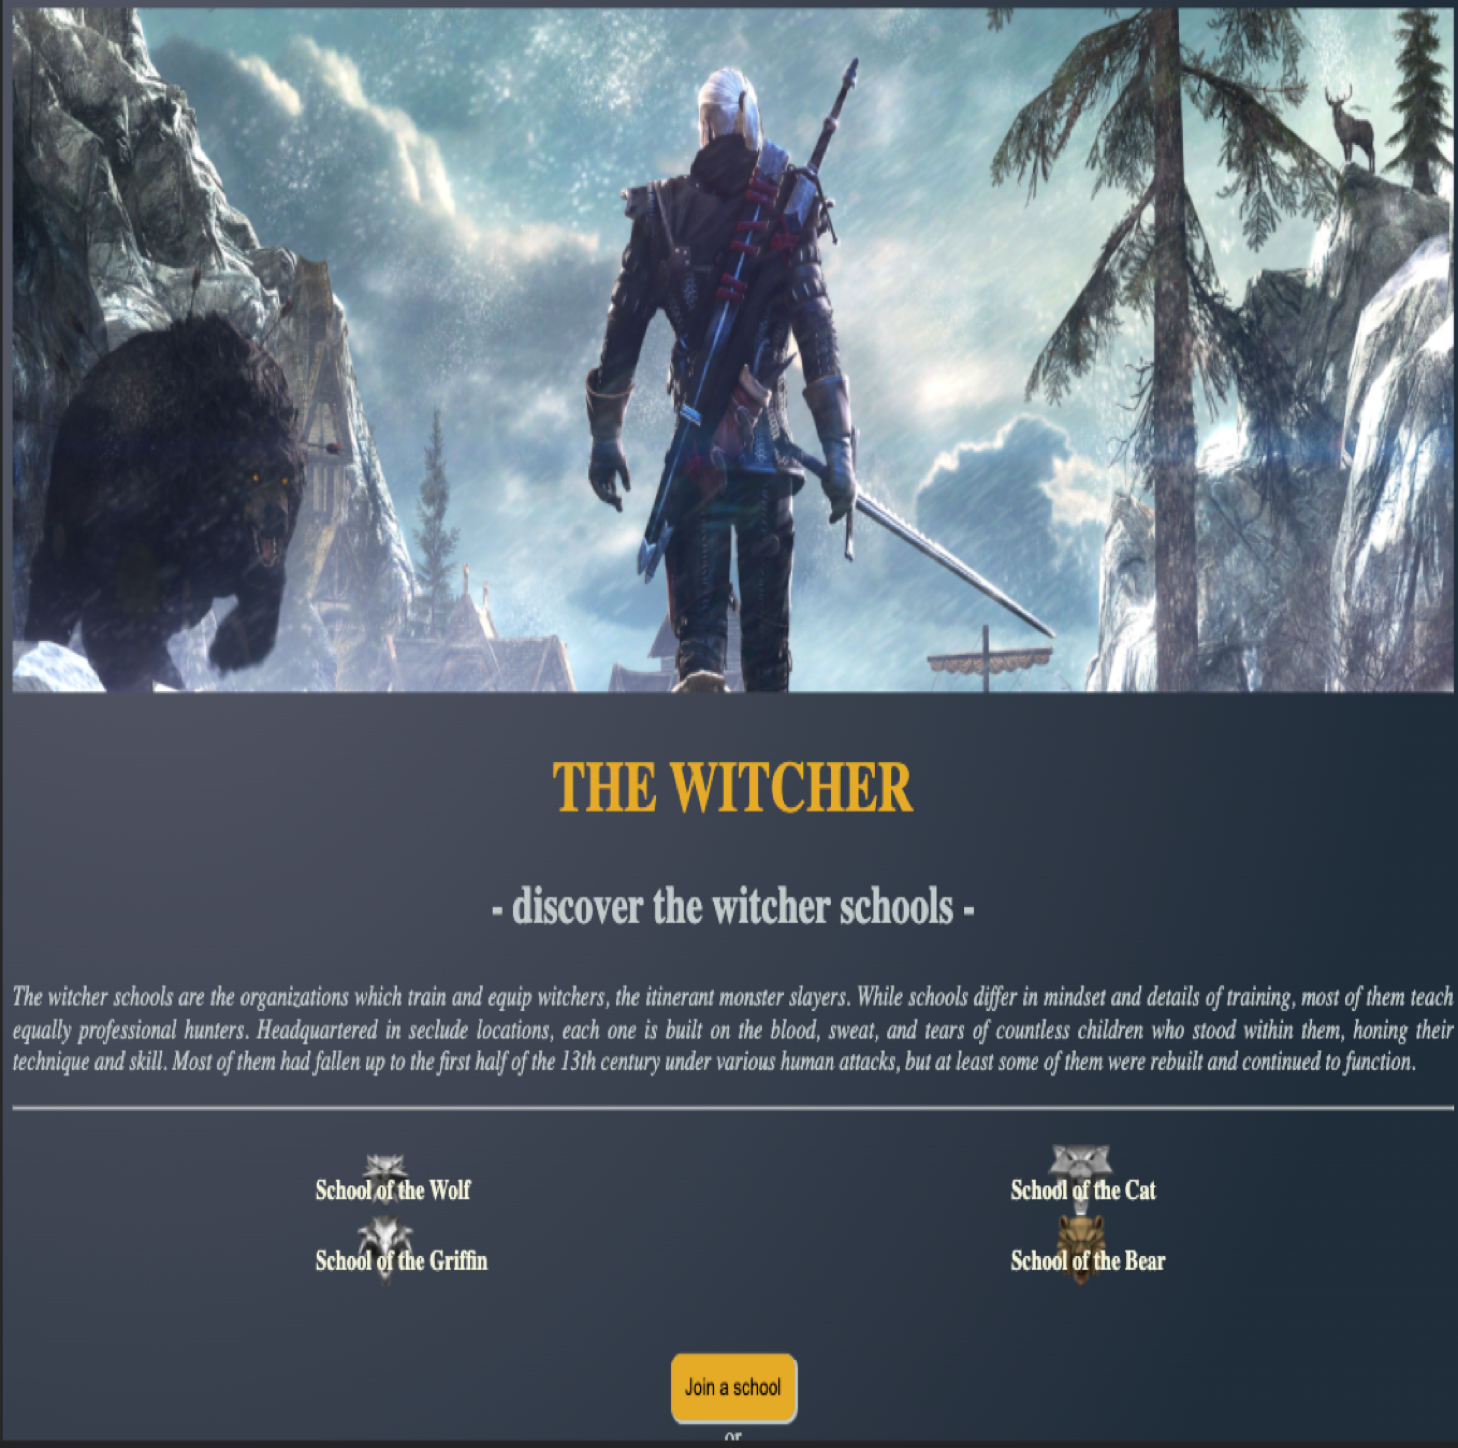 THE WITCHER
- discover the witcher schools -
The witcher schools are the organizations which train and equip witchers, the itinerant monster slayers. While schools differ in mindset and details of training, most of them teach
equally professional hunters. Headquartered in seclude locations, each one is built on the blood, sweat, and tears of countless children who stood within them, honing their
technique and skill. Most of them had fallen up to the first half of the 13th century under various human attacks, but at least some of them were rebuilt and continued to function.
School of the Wolf
School of the Cat
School of the Griffin
School of the Bear
Join a school
or